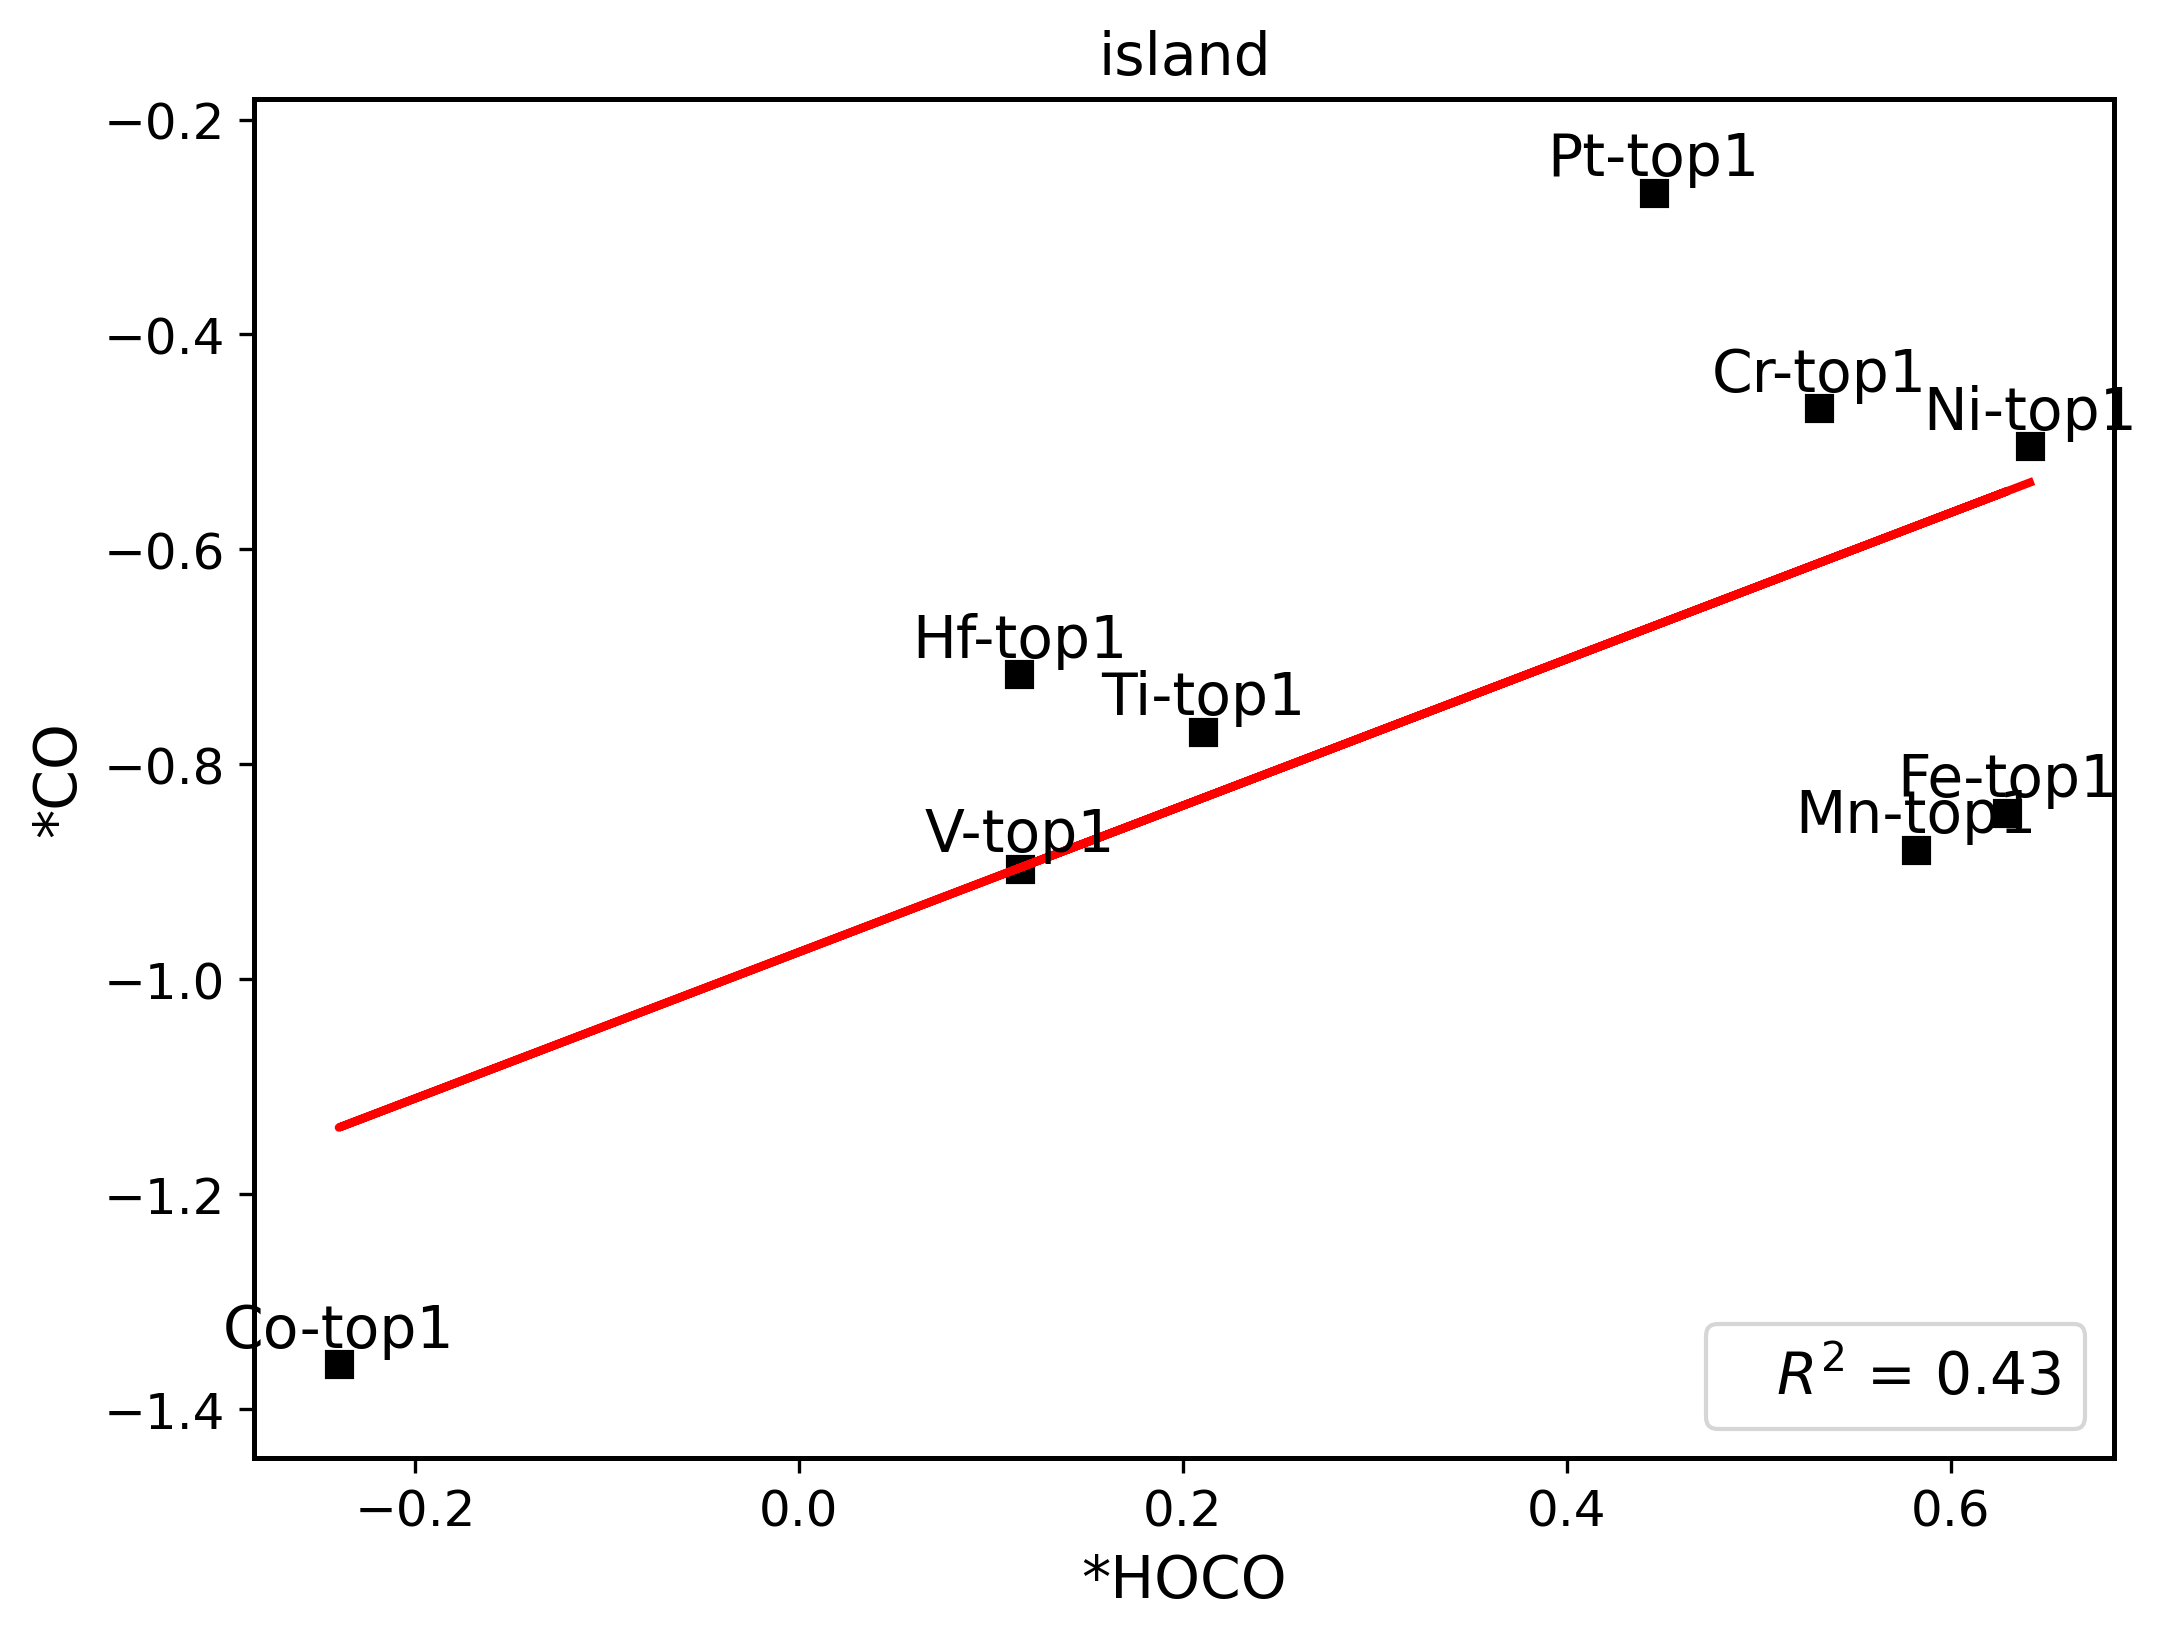 island
−0.2
−0.4
−0.6
−0.8
−1.0
−1.2
−1.4
*CO
Pt-top1
Cr-top1
Ni-top1
Hf-top1
Ti-top1
Fe-top1
Mn-top1
V-top1
Co-top1
R² = 0.43
−0.2 0.0 0.2 0.4 0.6
*HOCO